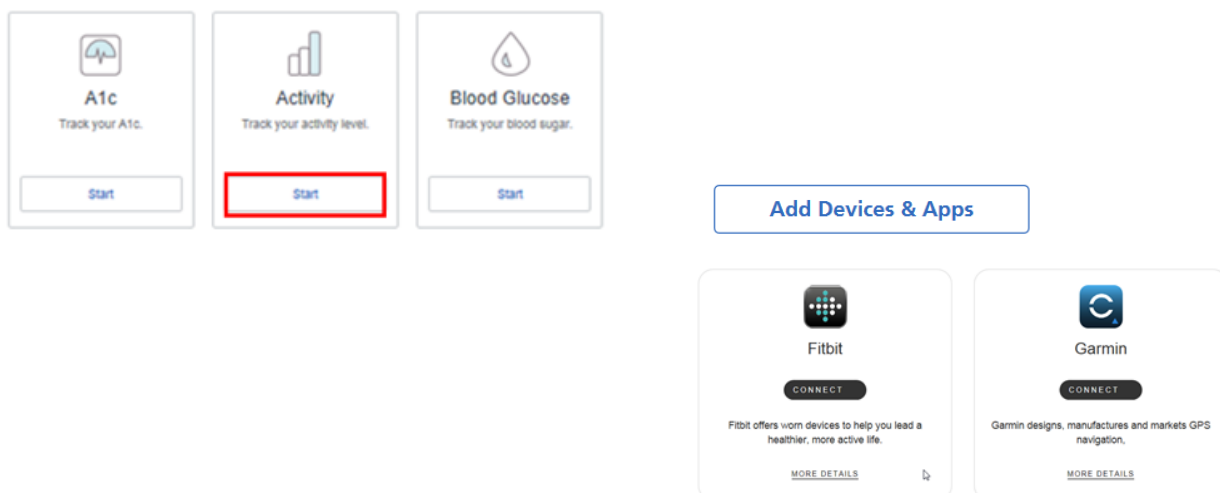 A1c
Track your A1c.
Start
Activity
Track your activity level.
Start
Blood Glucose
Track your blood sugar.
Start
Add Devices & Apps
Fitbit
CONNECT
Fitbit offers worn devices to help you lead a
healthier, more active life.
MORE DETAILS
Garmin
CONNECT
Garmin designs, manufactures and markets GPS
navigation,
MORE DETAILS